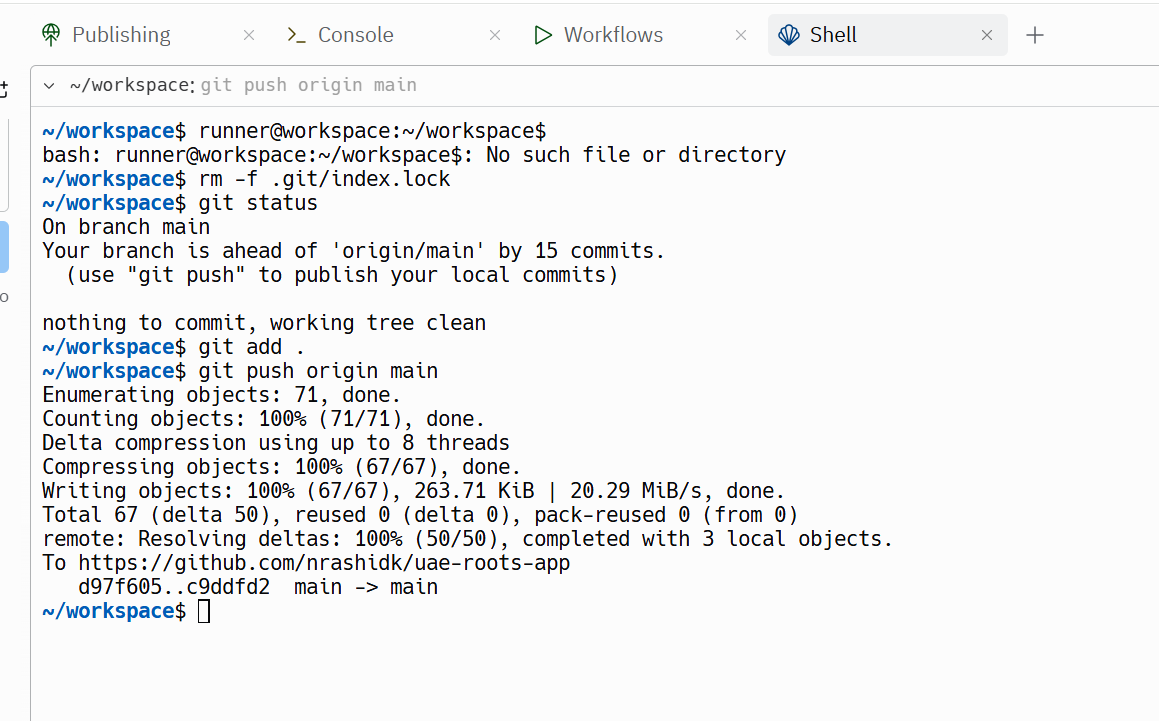 Publishing
Console
Workflows
Shell
~/workspace: git push origin main
~/workspace$ runner@workspace:~/workspace$
bash: runner@workspace:~/workspace$: No such file or directory
~/workspace$ rm -f .git/index.lock
~/workspace$ git status
On branch main
Your branch is ahead of 'origin/main' by 15 commits.
  (use "git push" to publish your local commits)

nothing to commit, working tree clean
~/workspace$ git add .
~/workspace$ git push origin main
Enumerating objects: 71, done.
Counting objects: 100% (71/71), done.
Delta compression using up to 8 threads
Compressing objects: 100% (67/67), done.
Writing objects: 100% (67/67), 263.71 KiB | 20.29 MiB/s, done.
Total 67 (delta 50), reused 0 (delta 0), pack-reused 0 (from 0)
remote: Resolving deltas: 100% (50/50), completed with 3 local objects.
To https://github.com/nrashidk/uae-roots-app
   d97f605..c9ddfd2  main -> main
~/workspace$